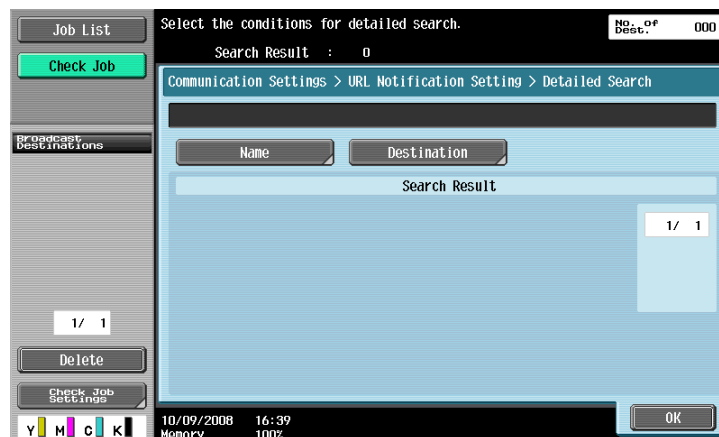 Job List
Check Job
Broadcast
Destinations
1/ 1
Delete
Check Job
Settings
Y M C K
Select the conditions for detailed search.
Search Result : 0
No. of
Dest. 000
Communication Settings > URL Notification Setting > Detailed Search
Name Destination
Search Result
1/ 1
10/09/2008 16:39
Memory 100%
OK